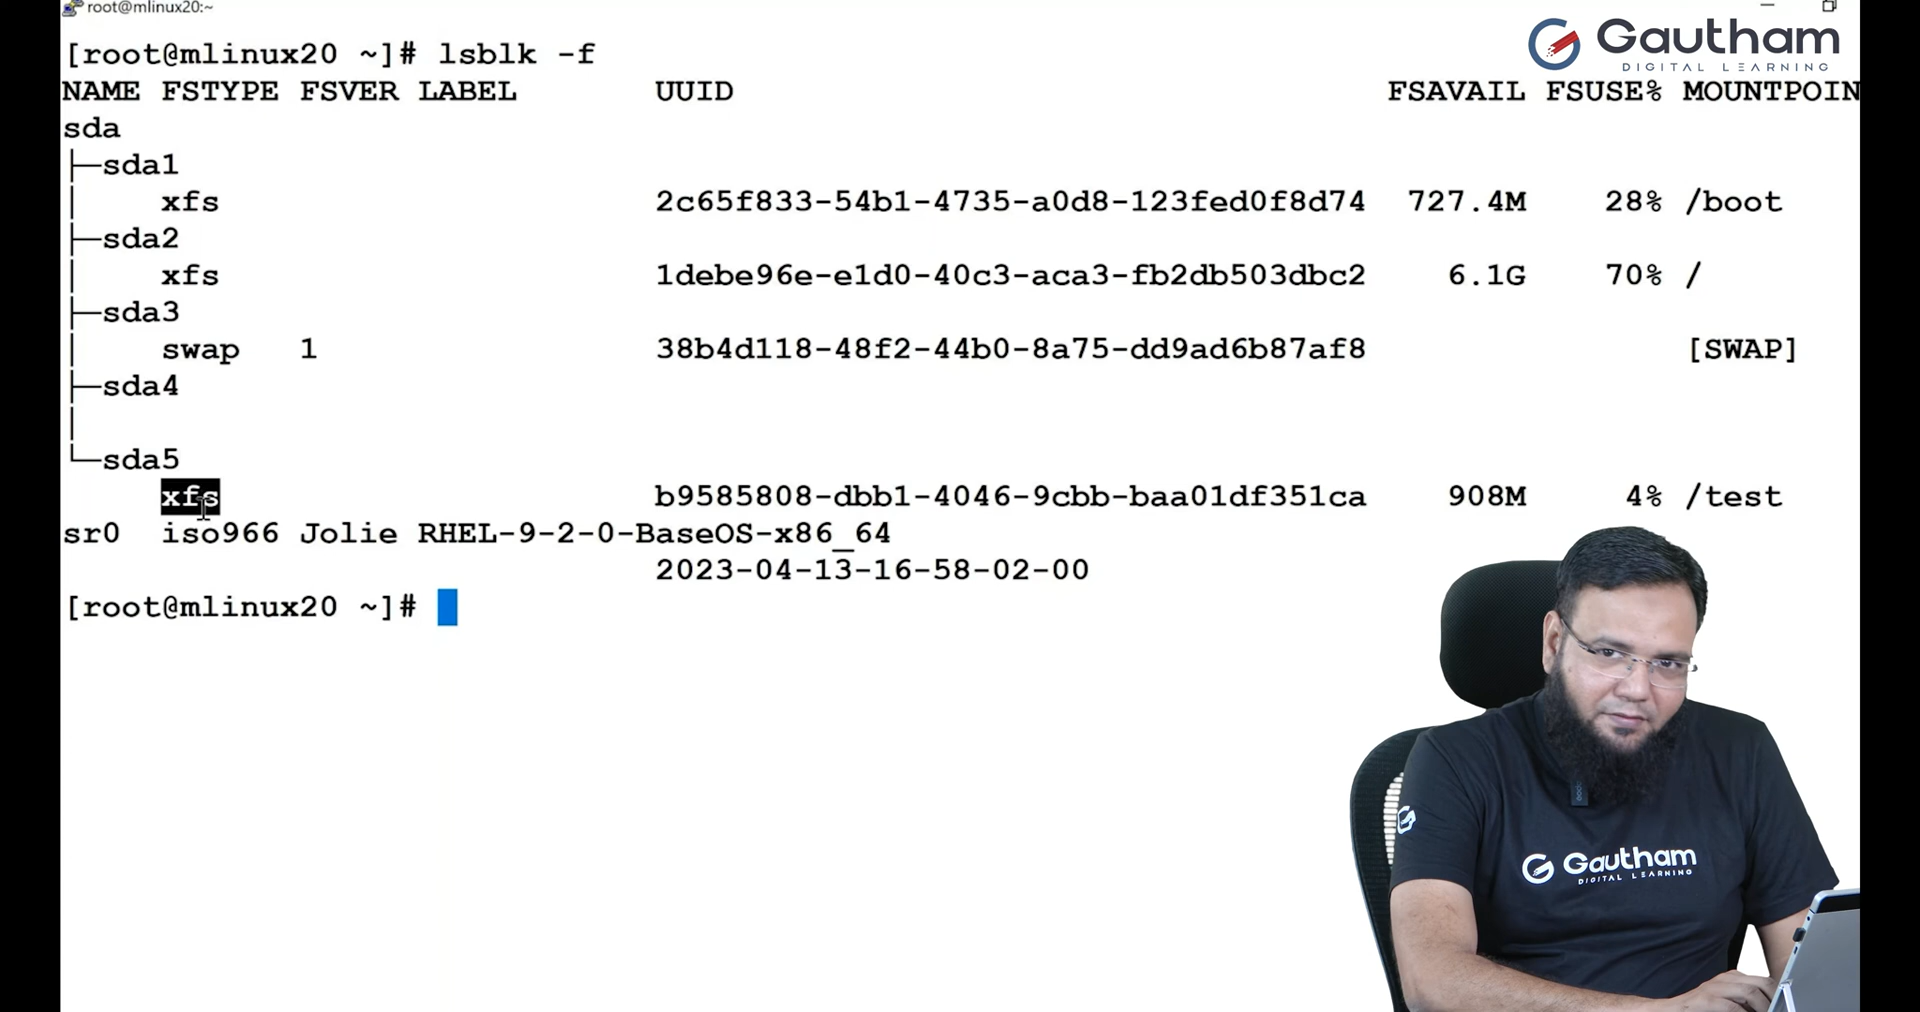 root@mlinux20:~
Gautham
DIGITAL LEARNING
[root@mlinux20 ~]# lsblk -f
NAME FSTYPE FSVER LABEL UUID FSAVAIL FSUSE% MOUNTPOIN
sda
├─sda1
│ xfs 2c65f833-54b1-4735-a0d8-123fed0f8d74 727.4M 28% /boot
├─sda2
│ xfs 1debe96e-e1d0-40c3-aca3-fb2db503dbc2 6.1G 70% /
├─sda3
│ swap 1 38b4d118-48f2-44b0-8a75-dd9ad6b87af8 [SWAP]
├─sda4
│
└─sda5
xfs b9585808-dbb1-4046-9cbb-baa01df351ca 908M 4% /test
sr0 iso966 Jolie RHEL-9-2-0-BaseOS-x86_64
2023-04-13-16-58-02-00
[root@mlinux20 ~]#
Gautham
DIGITAL LEARNING